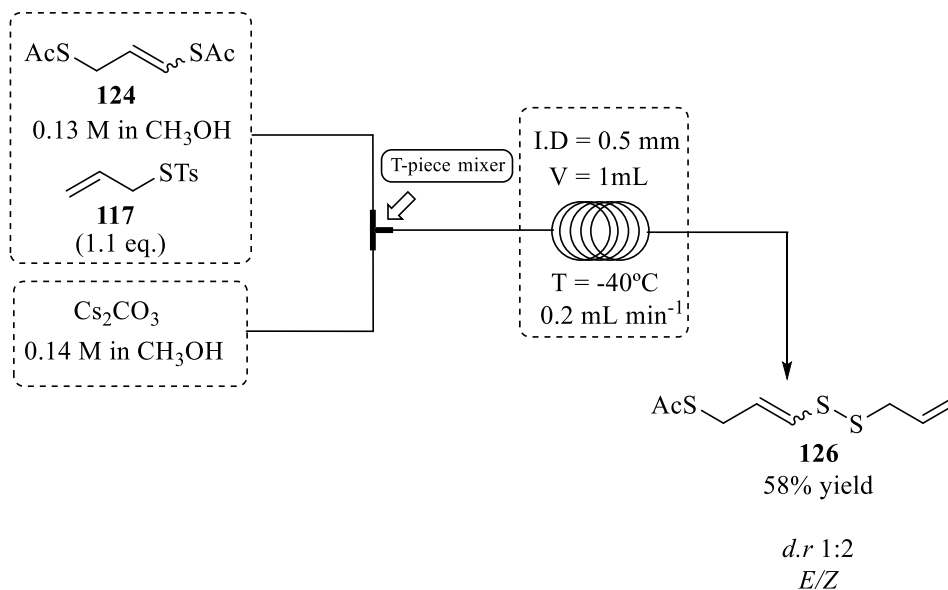 AcS SAc
124
0.13 M in CH₃OH
STs
117
(1.1 eq.)
Cs₂CO₃
0.14 M in CH₃OH
T-piece mixer
I.D = 0.5 mm
V = 1mL
T = -40ºC
0.2 mL min⁻¹
AcS S S
126
58% yield
d.r 1:2
E/Z